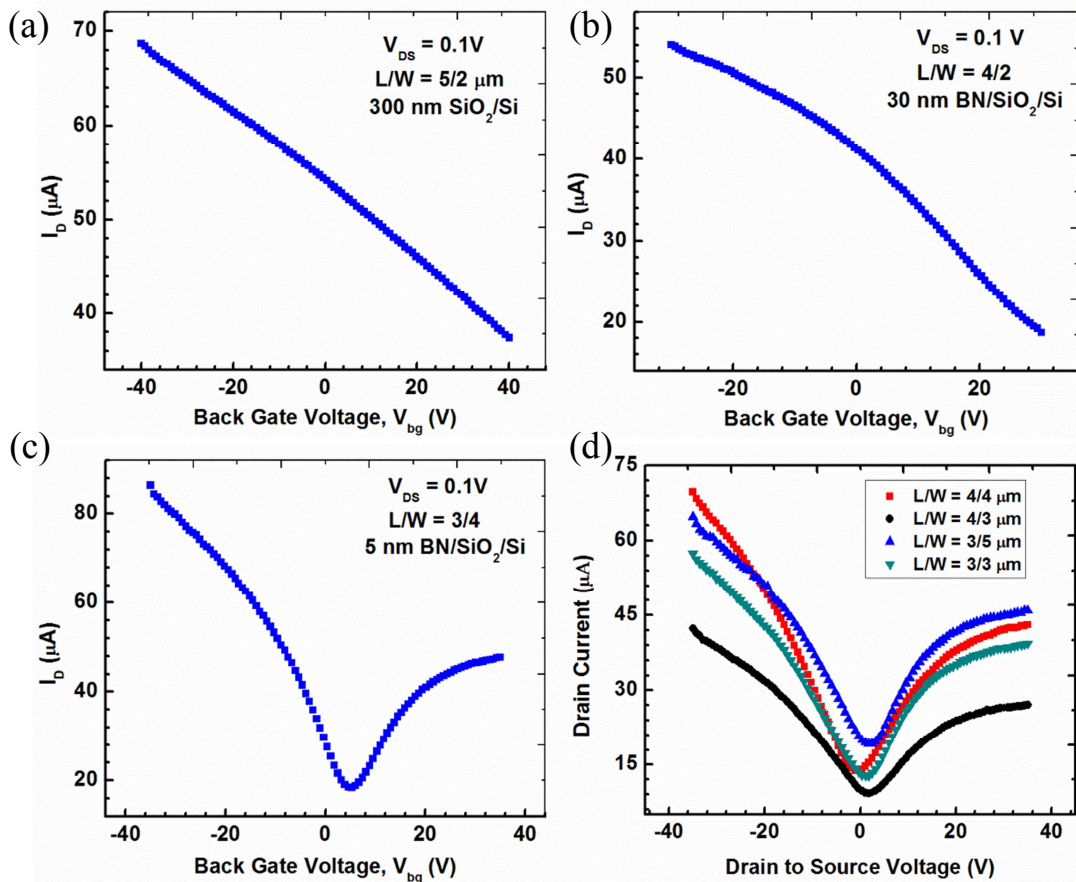 (a)
70
60
50
40
I_D (μA)
V_DS = 0.1V
L/W = 5/2 μm
300 nm SiO_2/Si
-40 -20 0 20 40
Back Gate Voltage, V_bg (V)
(b)
50
40
30
20
I_D (μA)
V_DS = 0.1 V
L/W = 4/2
30 nm BN/SiO_2/Si
-20 0 20
Back Gate Voltage, V_bg (V)
(c)
80
60
40
20
I_D (μA)
V_DS = 0.1V
L/W = 3/4
5 nm BN/SiO_2/Si
-40 -20 0 20 40
Back Gate Voltage, V_bg (V)
(d)
75
60
45
30
15
Drain Current (μA)
L/W = 4/4 μm
L/W = 4/3 μm
L/W = 3/5 μm
L/W = 3/3 μm
-40 -20 0 20 40
Drain to Source Voltage (V)